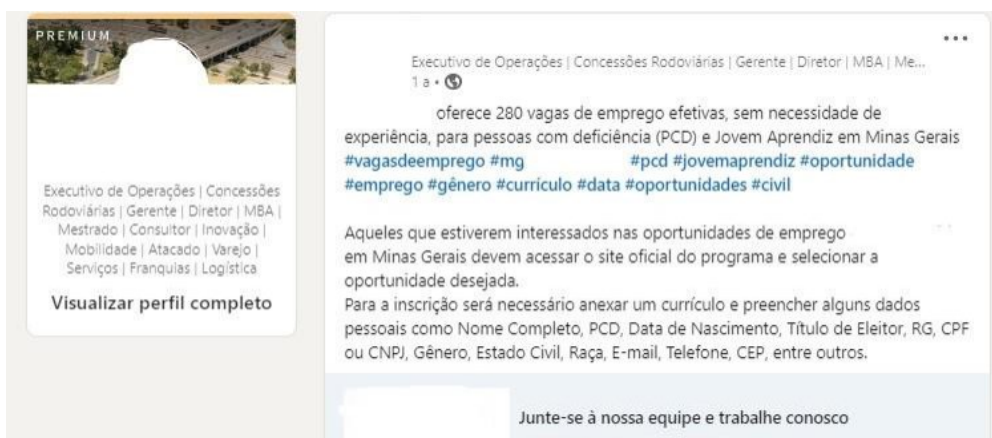 PREMIUM
Executivo de Operações | Concessões
Rodoviárias | Gerente | Diretor | MBA |
Mestrado | Consultor | Inovação |
Mobilidade | Atacado | Varejo |
Serviços | Franquias | Logística
Visualizar perfil completo
Executivo de Operações | Concessões Rodoviárias | Gerente | Diretor | MBA | Me...
1 a •
oferece 280 vagas de emprego efetivas, sem necessidade de
experiência, para pessoas com deficiência (PCD) e Jovem Aprendiz em Minas Gerais
#vagasdeemprego #mg #pcd #jovemaprendiz #oportunidade
#emprego #gênero #currículo #data #oportunidades #civil
Aqueles que estiverem interessados nas oportunidades de emprego
em Minas Gerais devem acessar o site oficial do programa e selecionar a
oportunidade desejada.
Para a inscrição será necessário anexar um currículo e preencher alguns dados
pessoais como Nome Completo, PCD, Data de Nascimento, Título de Eleitor, RG, CPF
ou CNPJ, Gênero, Estado Civil, Raça, E-mail, Telefone, CEP, entre outros.
Junte-se à nossa equipe e trabalhe conosco